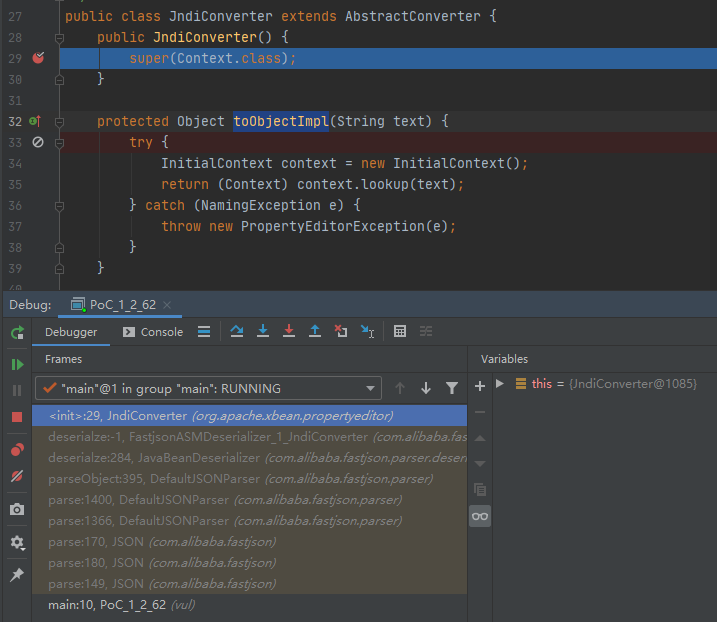 27 public class JndiConverter extends AbstractConverter {
28 public JndiConverter() {
29 super(Context.class);
30 }
31
32 protected Object toObjectImpl(String text) {
33 try {
34 InitialContext context = new InitialContext();
35 return (Context) context.lookup(text);
36 } catch (NamingException e) {
37 throw new PropertyEditorException(e);
38 }
39 }
40
Debug: PoC_1_2_62
Debugger Console
Frames Variables
"main"@1 in group "main": RUNNING
this = {JndiConverter@1085}
<init>:29, JndiConverter (org.apache.xbean.propertyeditor)
deserialze:-1, FastjsonASMDeserializer_1_JndiConverter (com.alibaba.fas
deserialze:284, JavaBeanDeserializer (com.alibaba.fastjson.parser.deser
parseObject:395, DefaultJSONParser (com.alibaba.fastjson.parser)
parse:1400, DefaultJSONParser (com.alibaba.fastjson.parser)
parse:1366, DefaultJSONParser (com.alibaba.fastjson.parser)
parse:170, JSON (com.alibaba.fastjson)
parse:180, JSON (com.alibaba.fastjson)
parse:149, JSON (com.alibaba.fastjson)
main:10, PoC_1_2_62 (vul)